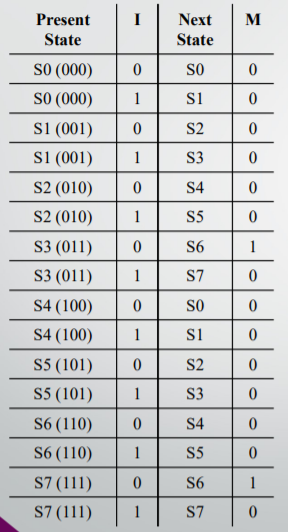 Present State I Next State M
S0 (000) 0 S0 0
S0 (000) 1 S1 0
S1 (001) 0 S2 0
S1 (001) 1 S3 0
S2 (010) 0 S4 0
S2 (010) 1 S5 0
S3 (011) 0 S6 1
S3 (011) 1 S7 0
S4 (100) 0 S0 0
S4 (100) 1 S1 0
S5 (101) 0 S2 0
S5 (101) 1 S3 0
S6 (110) 0 S4 0
S6 (110) 1 S5 0
S7 (111) 0 S6 1
S7 (111) 1 S7 0